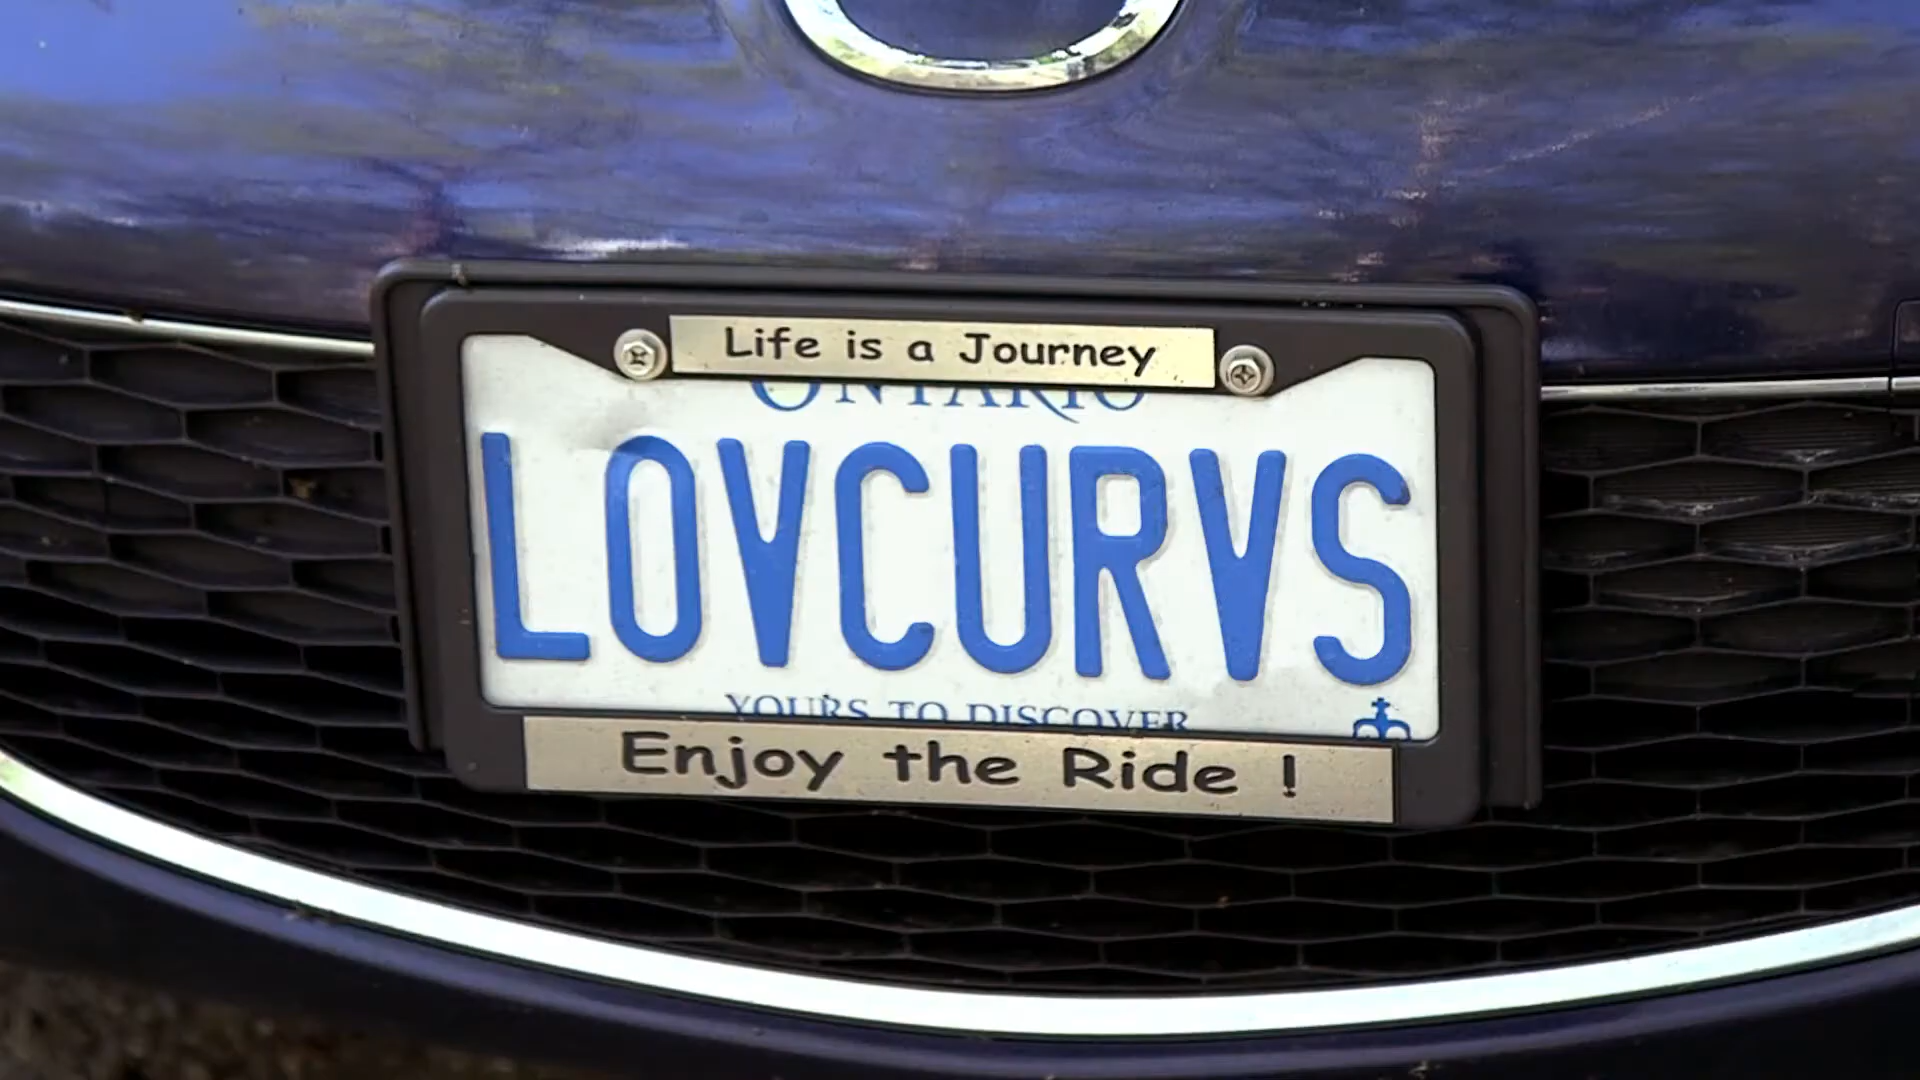 Life is a Journey
ONTARIO
LOVCURVS
YOURS TO DISCOVER
Enjoy the Ride !